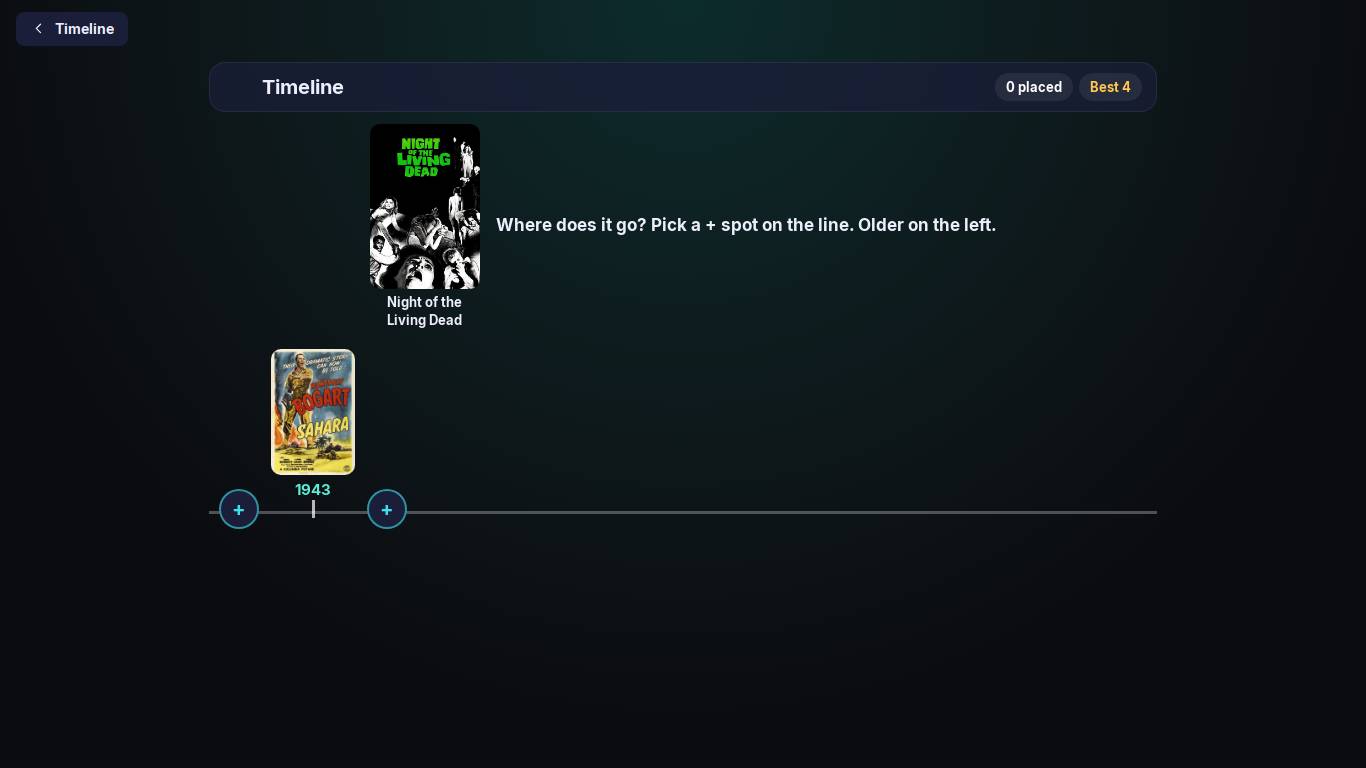 Timeline
Timeline
0 placed
Best 4
NIGHT
OF THE
LIVING
DEAD
Where does it go? Pick a + spot on the line. Older on the left.
Night of the
Living Dead
BOGART
SAHARA
1943
+
+